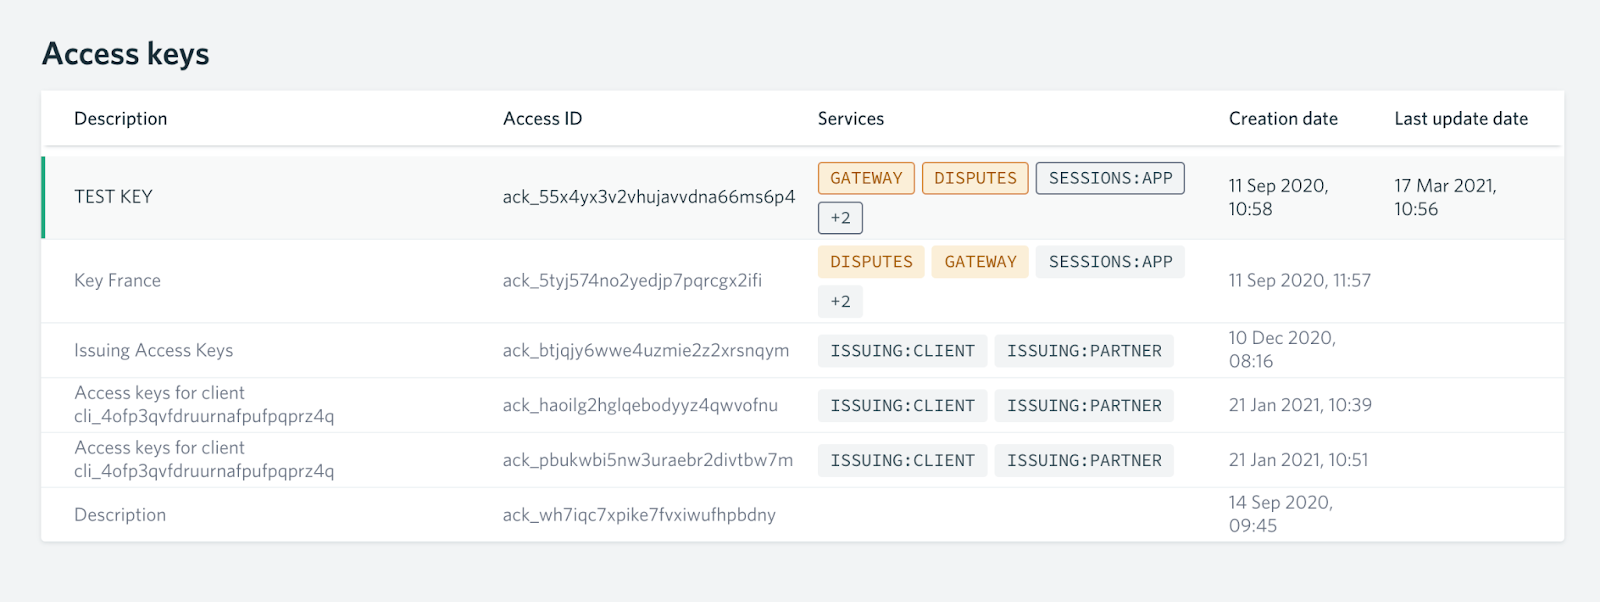 Access keys
Description Access ID Services Creation date Last update date
TEST KEY ack_55x4yx3v2vhujavvdna66ms6p4 GATEWAY DISPUTES SESSIONS:APP +2 11 Sep 2020, 10:58 17 Mar 2021, 10:56
Key France ack_5tyj574no2yedjp7pqrcgx2ifi DISPUTES GATEWAY SESSIONS:APP +2 11 Sep 2020, 11:57
Issuing Access Keys ack_btjqjy6wwe4uzmie2z2xrsnqym ISSUING:CLIENT ISSUING:PARTNER 10 Dec 2020, 08:16
Access keys for client cli_4ofp3qvfdruurnafpufpqprz4q ack_haoilg2hglqebodyyz4qwvofnu ISSUING:CLIENT ISSUING:PARTNER 21 Jan 2021, 10:39
Access keys for client cli_4ofp3qvfdruurnafpufpqprz4q ack_pbukwbi5nw3uraebr2divtbw7m ISSUING:CLIENT ISSUING:PARTNER 21 Jan 2021, 10:51
Description ack_wh7iqc7xpike7fvxiwufhpbdny 14 Sep 2020, 09:45